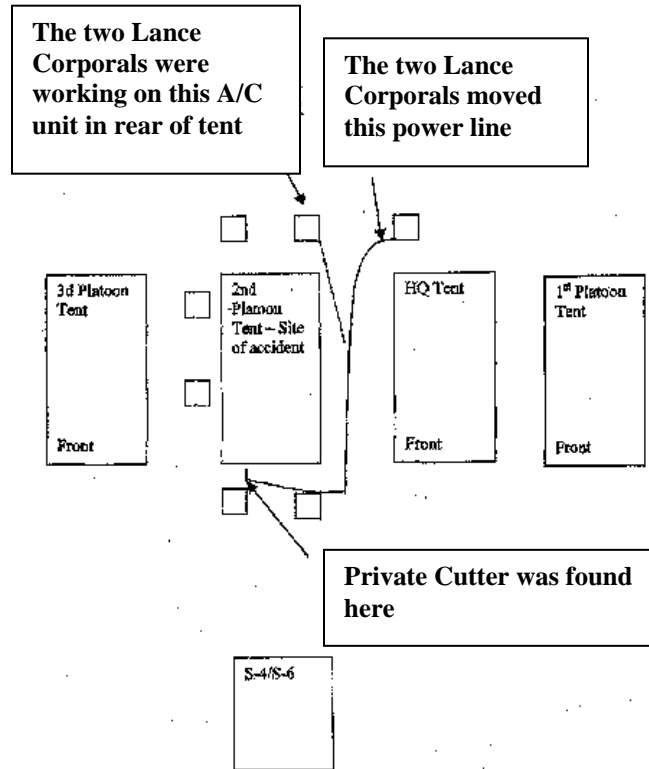 The two Lance
Corporals were
working on this A/C
unit in rear of tent
The two Lance
Corporals moved
this power line
3d Platoon
Tent
Front
2nd
Plamou
Tent – Site
of accident
HQ Tent
Front
1st Platoon
Tent
Front
Private Cutter was found
here
S-4/S-6